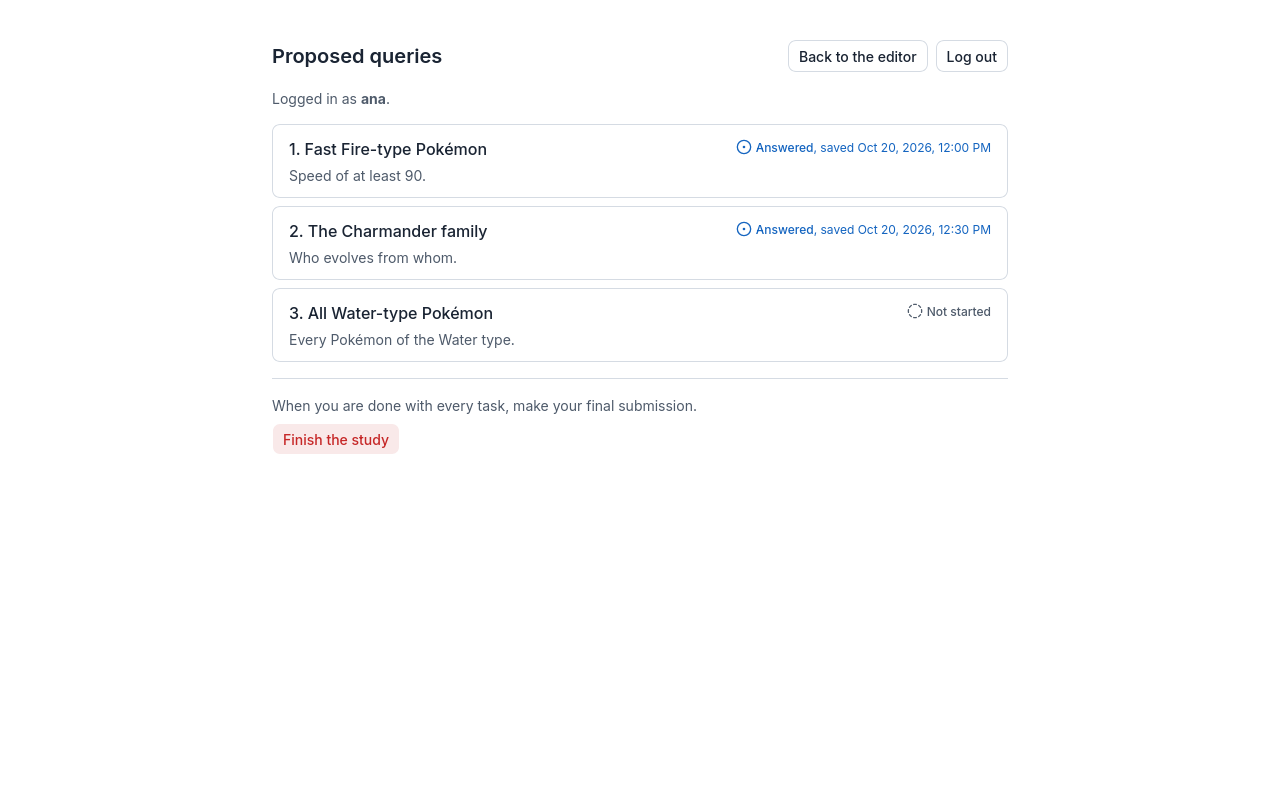 Proposed queries
Back to the editor
Log out
Logged in as ana.
1. Fast Fire-type Pokémon
Answered, saved Oct 20, 2026, 12:00 PM
Speed of at least 90.
2. The Charmander family
Answered, saved Oct 20, 2026, 12:30 PM
Who evolves from whom.
3. All Water-type Pokémon
Not started
Every Pokémon of the Water type.
When you are done with every task, make your final submission.
Finish the study